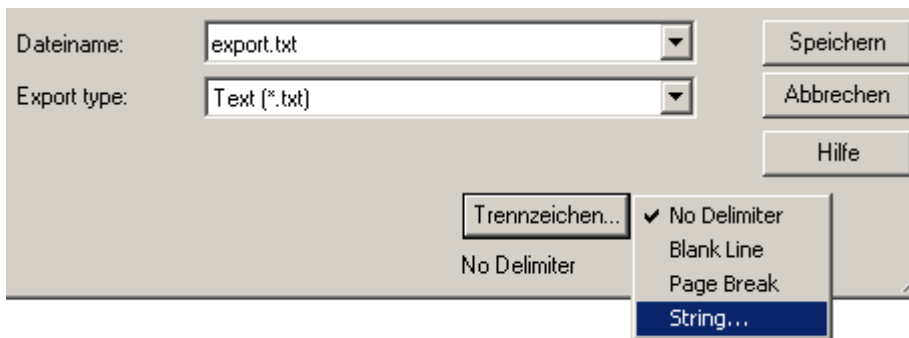 Dateiname:
export.txt
Speichern
Export type:
Text (*.txt)
Abbrechen
Hilfe
Trennzeichen...
No Delimiter
No Delimiter
Blank Line
Page Break
String...